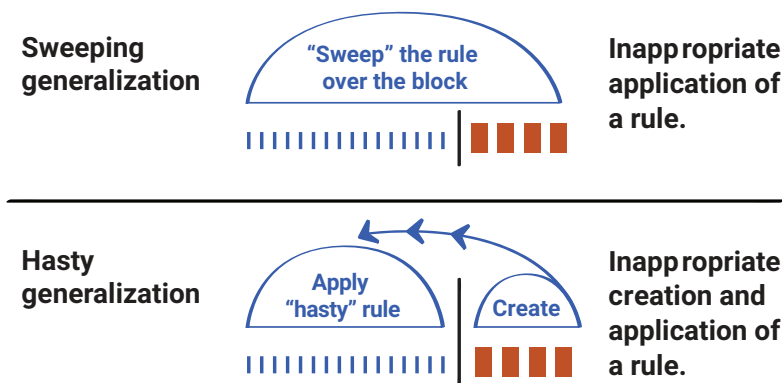 Sweeping
generalization
“Sweep” the rule
over the block
Inappropriate
application of
a rule.
Hasty
generalization
Apply
“hasty” rule
Create
Inappropriate
creation and
application of
a rule.